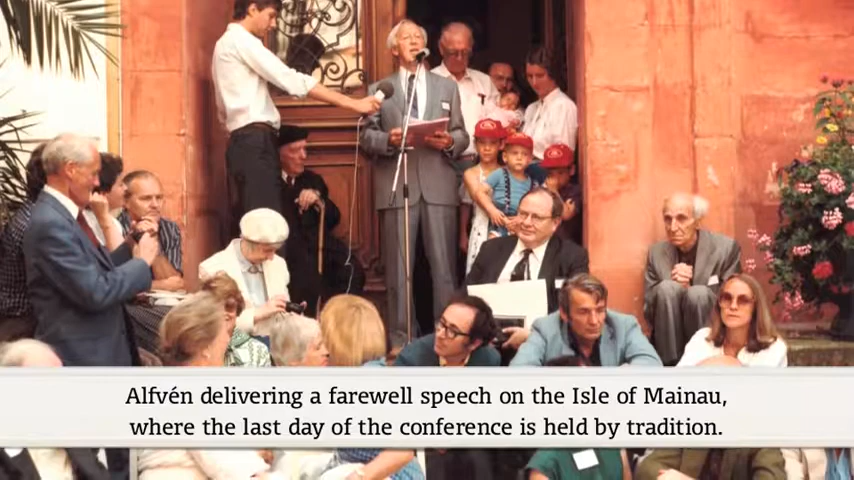 Alfvén delivering a farewell speech on the Isle of Mainau,
where the last day of the conference is held by tradition.